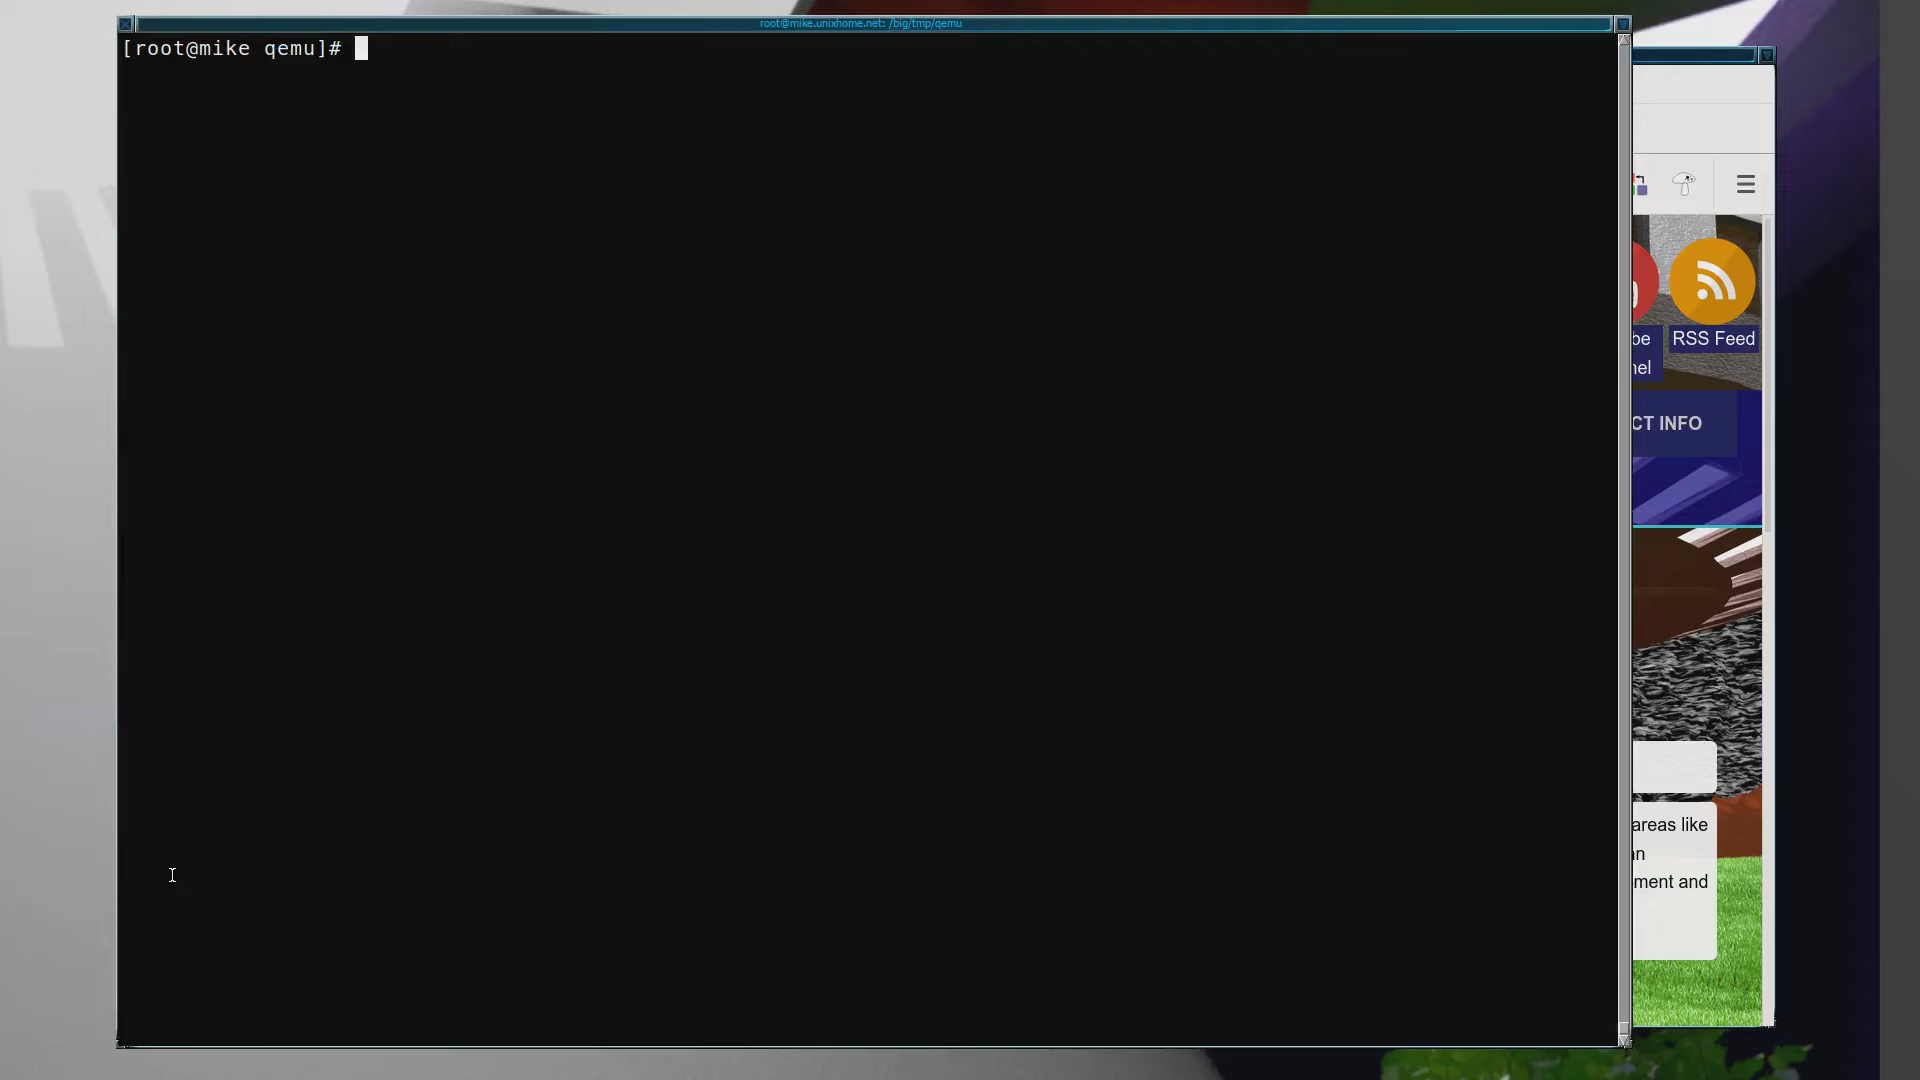 root@mike.unixhome.net: /big/tmp/qemu
[root@mike qemu]#
be
nel
RSS Feed
CT INFO
areas like
an
ment and